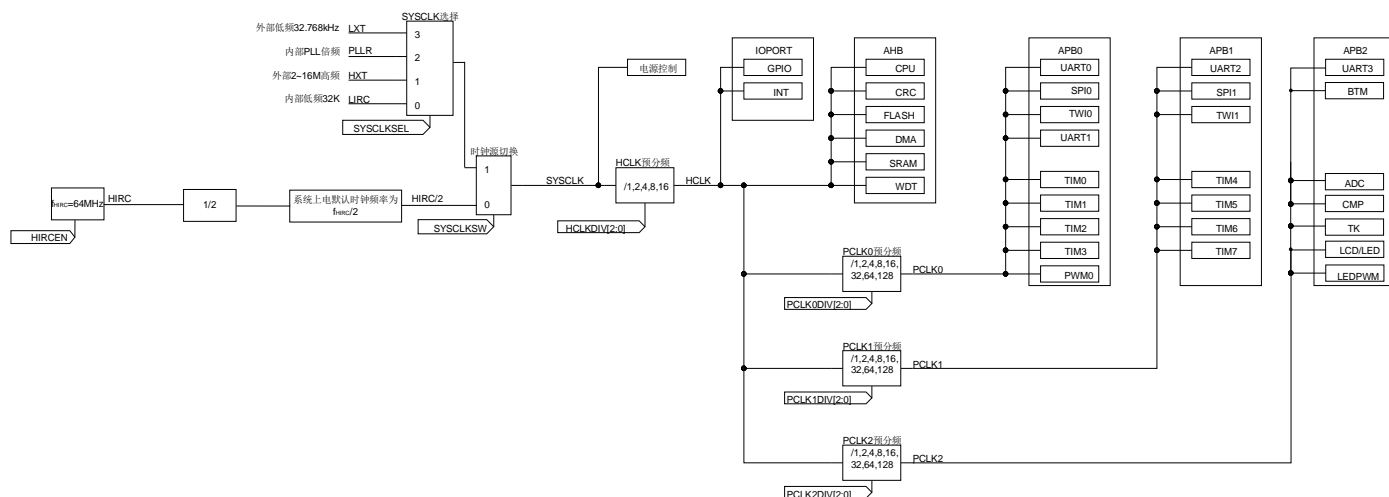 SYSCLK选择
外部低频32.768kHz LXT 3
内部PLL倍频 PLLR 2
外部2~16M高频 HXT 1
内部低频32K LIRC 0
SYSCLKSEL
时钟源切换
1
0
SYSCLKSW
fHIRC=64MHz
HIRC
HIRCEN
1/2
系统上电默认时钟频率为
fHIRC/2
HIRC/2
SYSCLK
电源控制
HCLK预分频
/1,2,4,8,16
HCLKDIV[2:0]
HCLK
IOPORT
GPIO
INT
AHB
CPU
CRC
FLASH
DMA
SRAM
WDT
PCLK0预分频
/1,2,4,8,16,
32,64,128
PCLK0DIV[2:0]
PCLK0
PCLK1预分频
/1,2,4,8,16,
32,64,128
PCLK1DIV[2:0]
PCLK1
PCLK2预分频
/1,2,4,8,16,
32,64,128
PCLK2DIV[2:0]
PCLK2
APB0
UART0
SPI0
TWI0
UART1
TIM0
TIM1
TIM2
TIM3
PWM0
APB1
UART2
SPI1
TWI1
TIM4
TIM5
TIM6
TIM7
APB2
UART3
BTM
ADC
CMP
TK
LCD/LED
LEDPWM